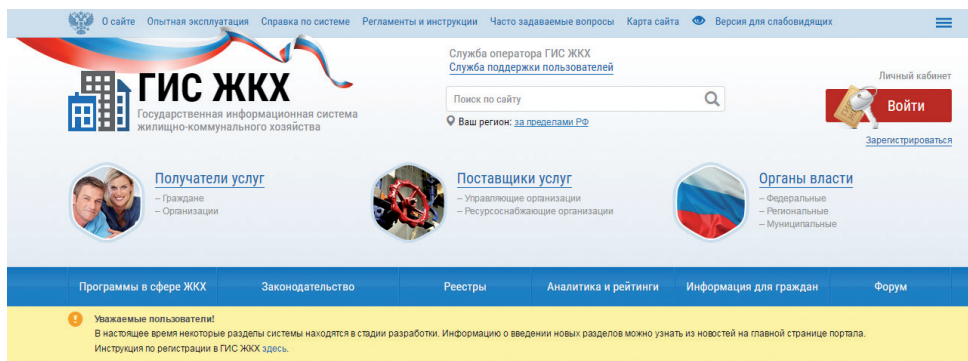 О сайте Опытная эксплуатация Справка по системе Регламенты и инструкции Часто задаваемые вопросы Карта сайта Версия для слабовидящих
Служба оператора ГИС ЖКХ
Служба поддержки пользователей
Личный кабинет
ГИС ЖКХ
Государственная информационная система
жилищно-коммунального хозяйства
Поиск по сайту
Войти
Ваш регион: за пределами РФ
Зарегистрироваться
Получатели услуг
– Граждане
– Организации
Поставщики услуг
– Управляющие организации
– Ресурсоснабжающие организации
Органы власти
– Федеральные
– Региональные
– Муниципальные
Программы в сфере ЖКХ Законодательство Реестры Аналитика и рейтинги Информация для граждан Форум
Уважаемые пользователи!
В настоящее время некоторые разделы системы находятся в стадии разработки. Информацию о введении новых разделов можно узнать из новостей на главной странице портала.
Инструкция по регистрации в ГИС ЖКХ здесь.